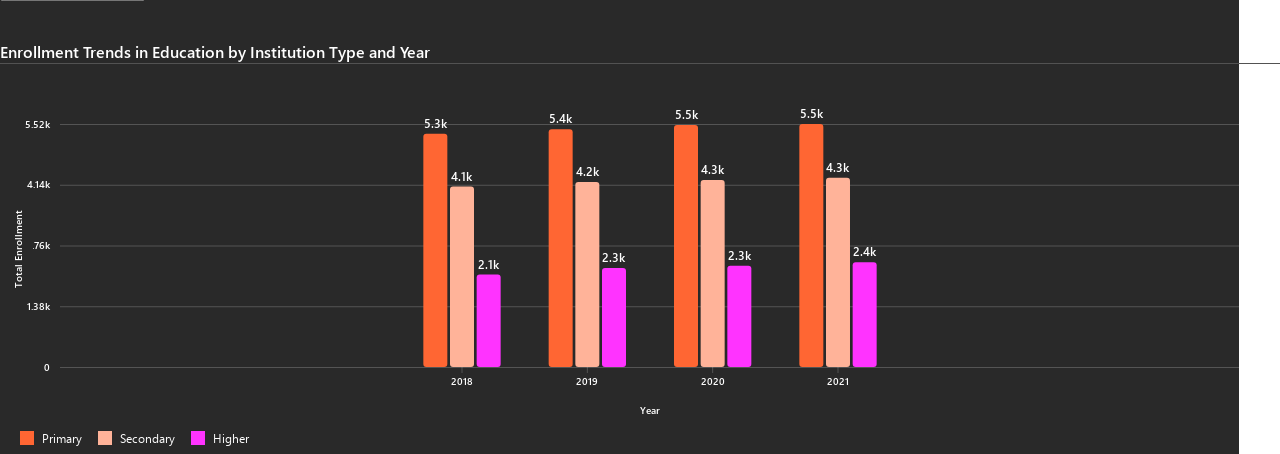 Enrollment Trends in Education by Institution Type and Year
5.3k 5.4k 5.5k 5.5k
4.1k 4.2k 4.3k 4.3k
2.1k 2.3k 2.3k 2.4k
5.52k
4.14k
.76k
1.38k
0
Total Enrollment
2018 2019 2020 2021
Year
Primary Secondary Higher